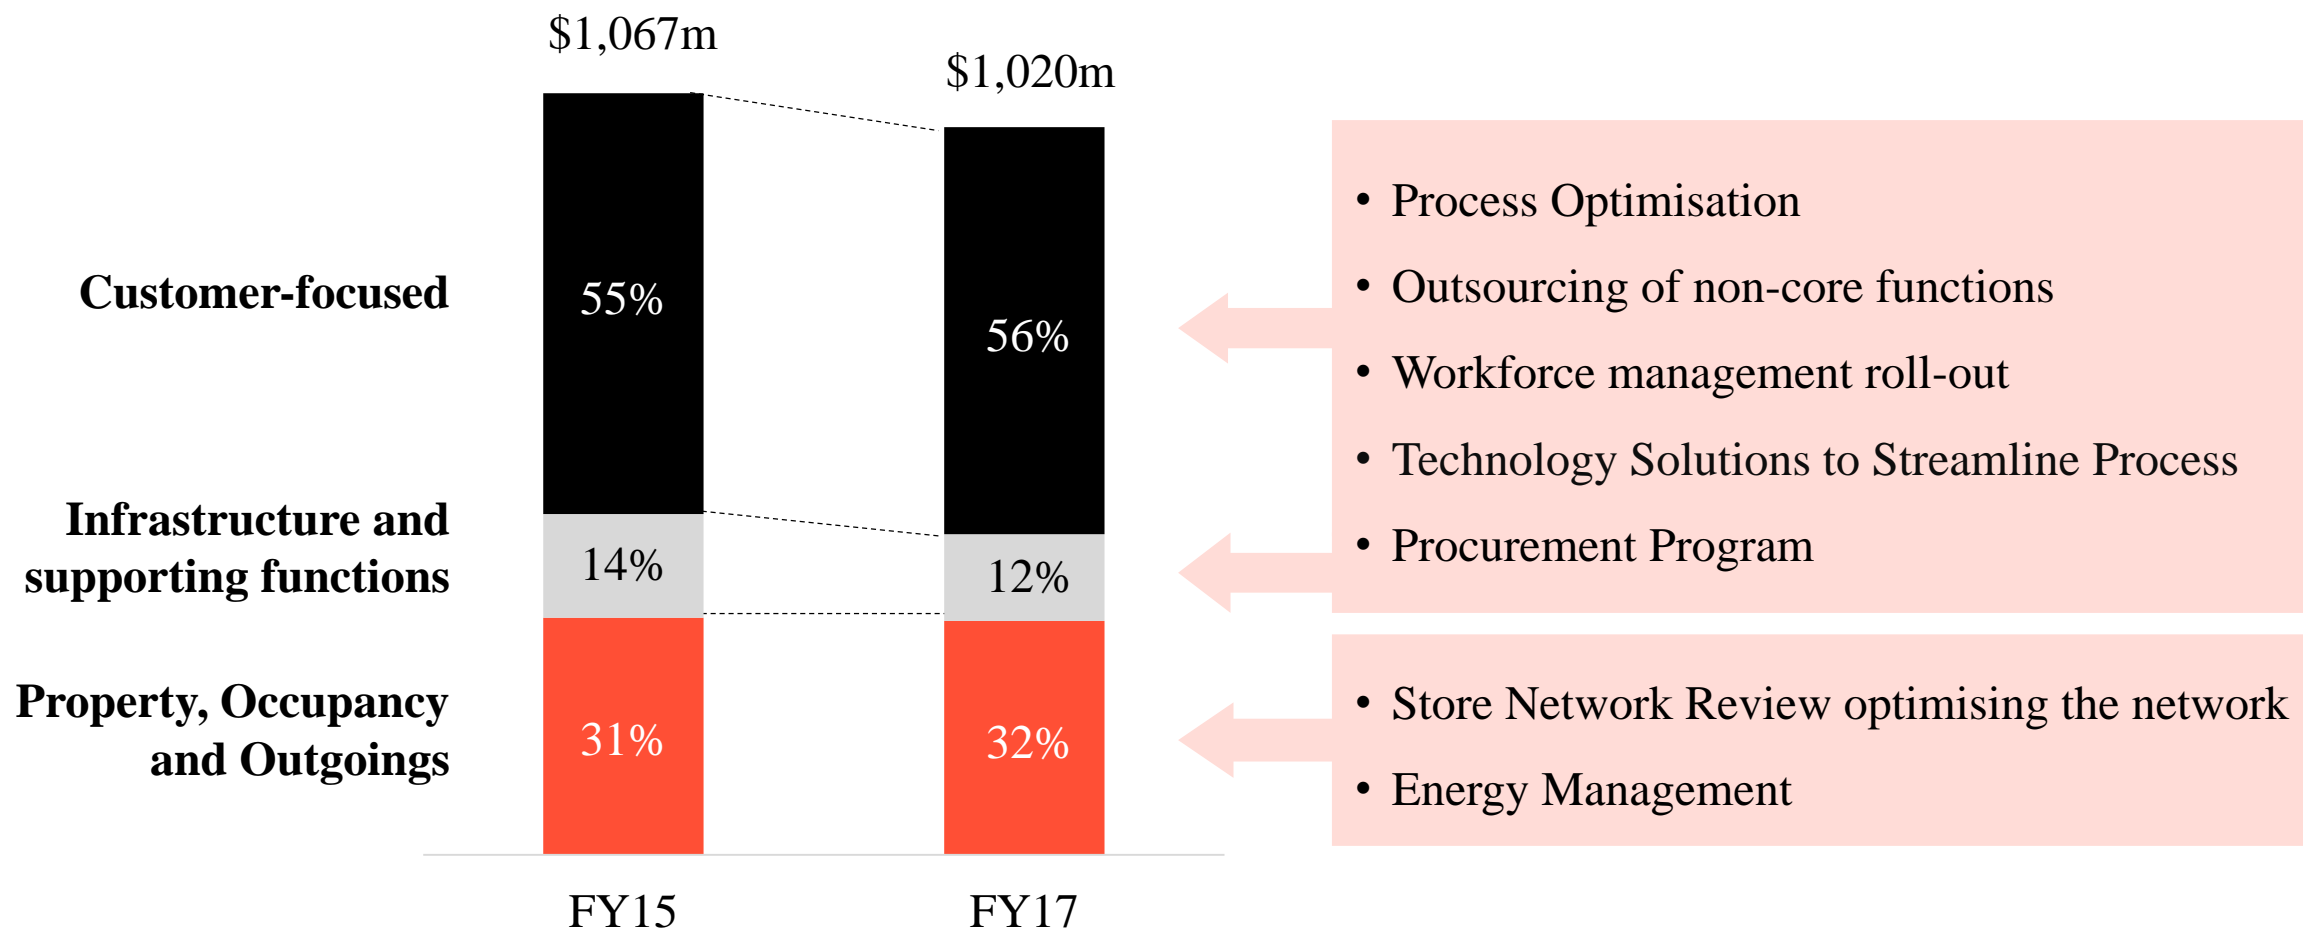 $1,067m
$1,020m
Customer-focused
55%
56%
Infrastructure and
supporting functions
14%
12%
Property, Occupancy
and Outgoings
31%
32%
FY15
FY17
• Process Optimisation
• Outsourcing of non-core functions
• Workforce management roll-out
• Technology Solutions to Streamline Process
• Procurement Program
• Store Network Review optimising the network
• Energy Management